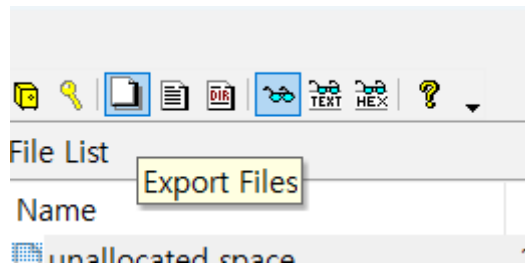 DIR TEXT HEX ?
File List
Export Files
Name
unallocated space